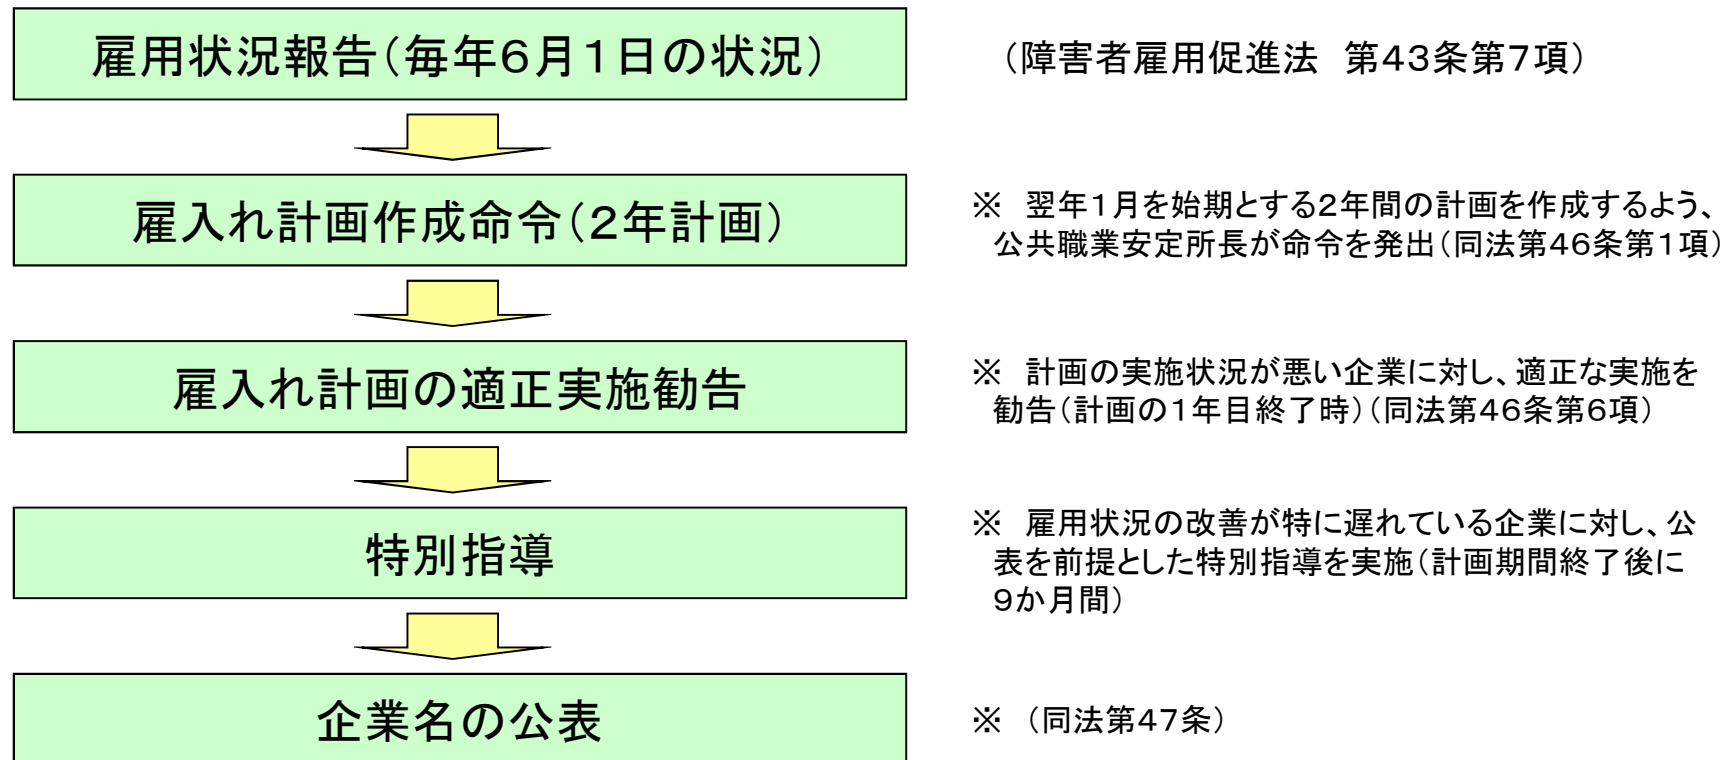 雇用状況報告(毎年6月1日の状況)
(障害者雇用促進法　第43条第7項)
雇入れ計画作成命令(2年計画)
※　翌年1月を始期とする2年間の計画を作成するよう、
公共職業安定所長が命令を発出(同法第46条第1項)
雇入れ計画の適正実施勧告
※　計画の実施状況が悪い企業に対し、適正な実施を
勧告(計画の1年目終了時)(同法第46条第6項)
特別指導
※　雇用状況の改善が特に遅れている企業に対し、公
表を前提とした特別指導を実施(計画期間終了後に
9か月間)
企業名の公表
※　(同法第47条)